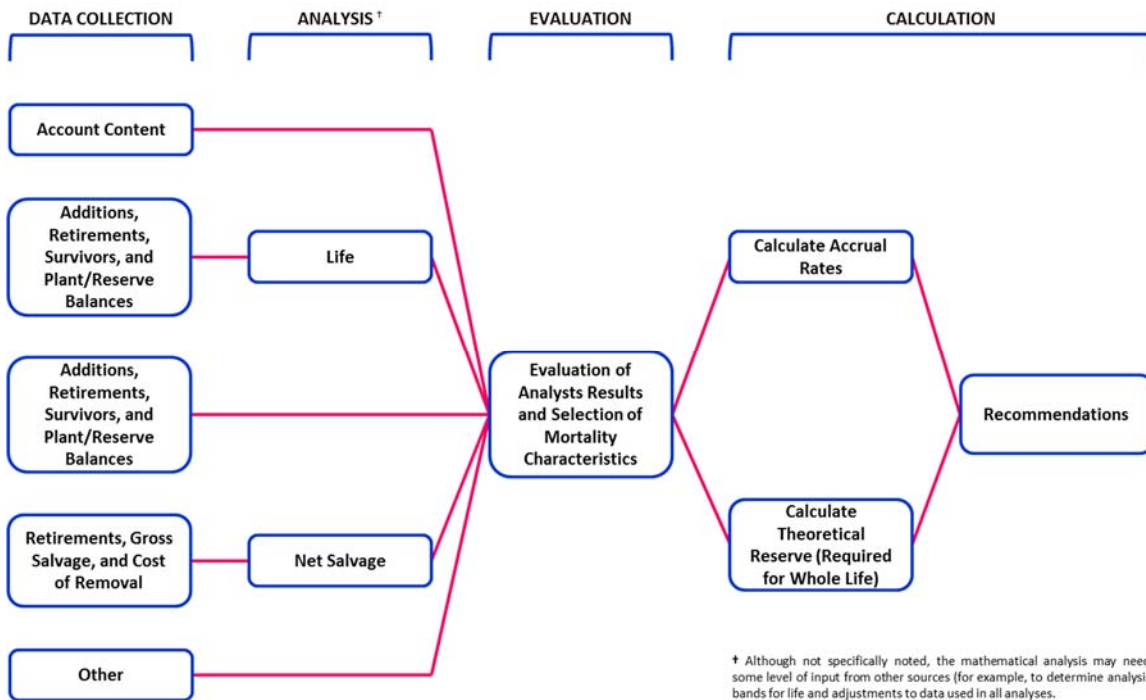 DATA COLLECTION
ANALYSIS †
EVALUATION
CALCULATION
Account Content
Additions,
Retirements,
Survivors, and
Plant/Reserve
Balances
Life
Calculate Accrual
Rates
Additions,
Retirements,
Survivors, and
Plant/Reserve
Balances
Evaluation of
Analysts Results
and Selection of
Mortality
Characteristics
Recommendations
Retirements, Gross
Salvage, and Cost
of Removal
Net Salvage
Calculate
Theoretical
Reserve (Required
for Whole Life)
Other
† Although not specifically noted, the mathematical analysis may need
some level of input from other sources (for example, to determine analysi
bands for life and adjustments to data used in all analyses.